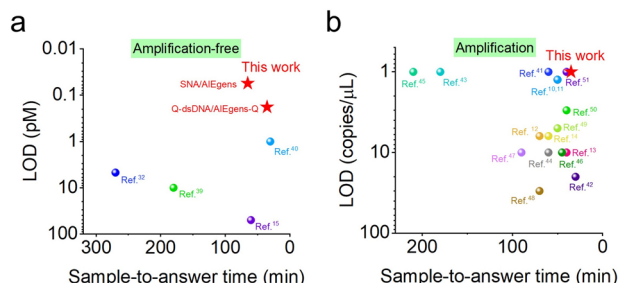 a
Amplification-free
This work
SNA/AIEgens
Q-dsDNA/AIEgens-Q
Ref.40
Ref.32
Ref.39
Ref.15
0.01
0.1
1
10
100
LOD (pM)
300
200
100
0
Sample-to-answer time (min)
b
Amplification
This work
Ref.45
Ref.43
Ref.41
Ref.51
Ref.10,11
Ref.50
Ref.49
Ref.12
Ref.14
Ref.47
Ref.44
Ref.46
Ref.13
Ref.42
Ref.48
1
10
100
LOD (copies/μL)
200
100
0
Sample-to-answer time (min)